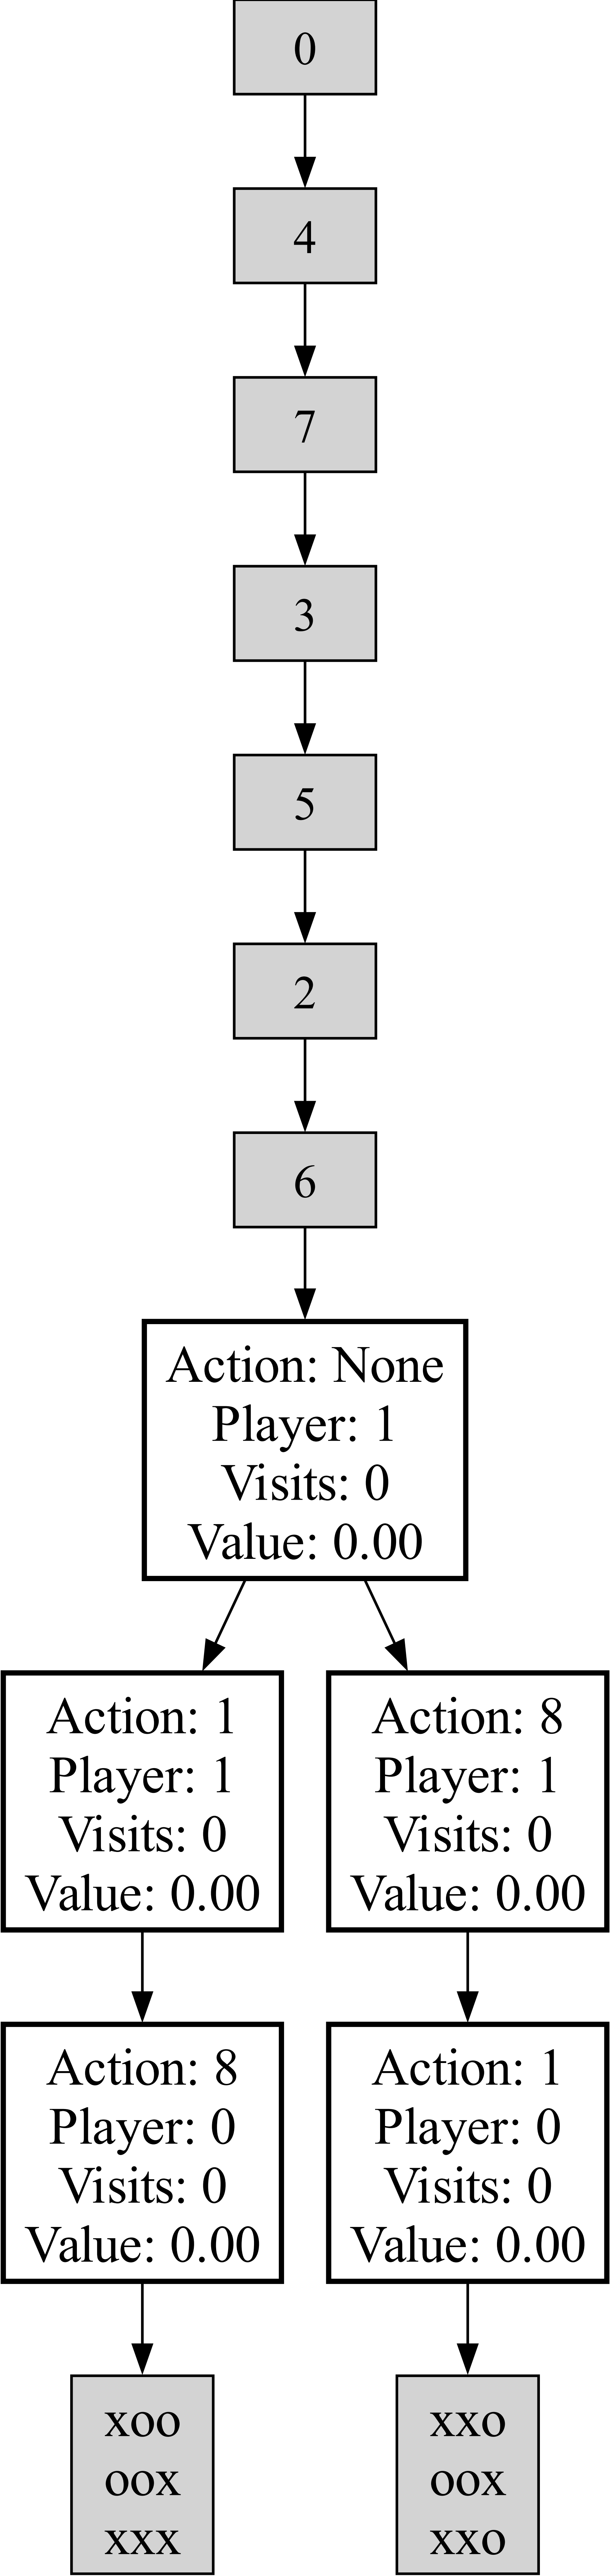 0
4
7
3
5
2
6
Action: None
Player: 1
Visits: 0
Value: 0.00
Action: 1
Player: 1
Visits: 0
Value: 0.00
Action: 8
Player: 1
Visits: 0
Value: 0.00
Action: 8
Player: 0
Visits: 0
Value: 0.00
Action: 1
Player: 0
Visits: 0
Value: 0.00
xoo
oox
xxx
xxo
oox
xxo